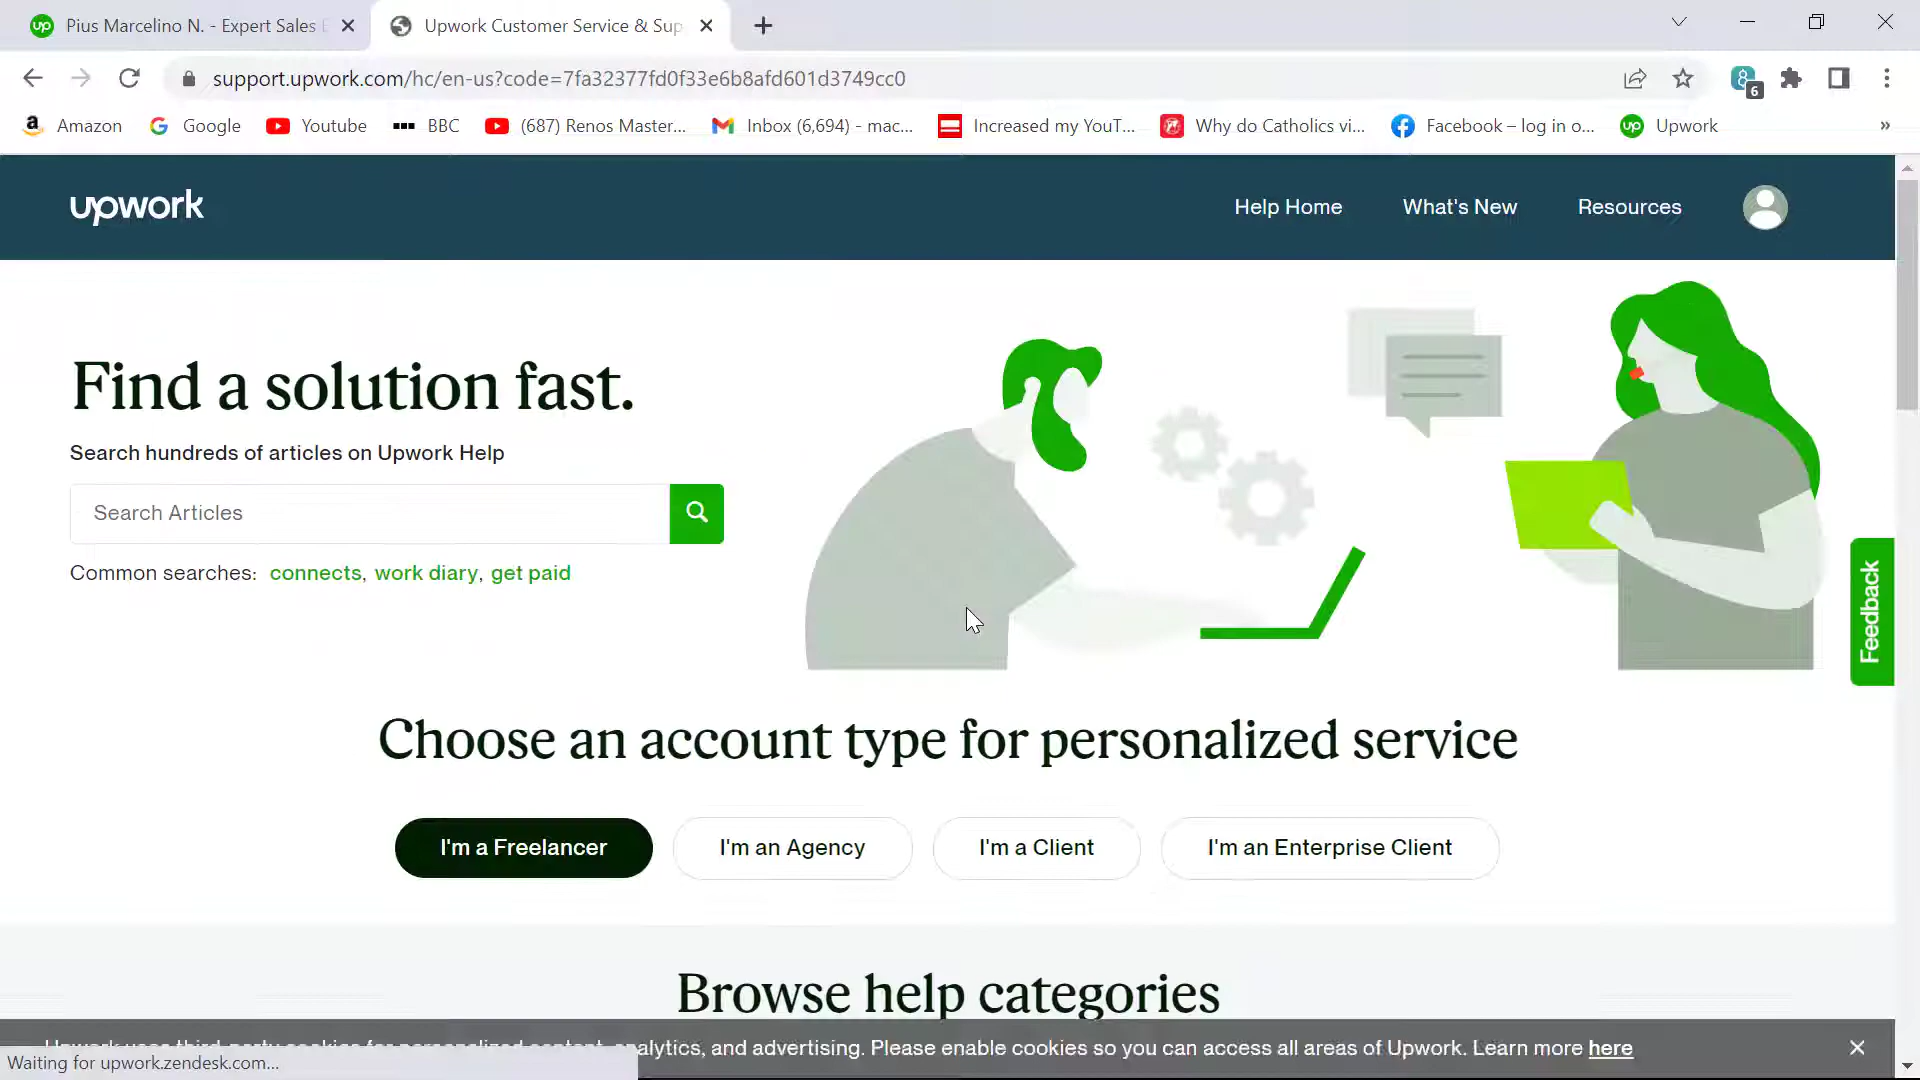 Pius Marcelino N. - Expert Sales
Upwork Customer Service & Sup
support.upwork.com/hc/en-us?code=7fa32377fd0f33e6b8afd601d3749cc0
6
Amazon
Google
Youtube
BBC
(687) Renos Master...
Inbox (6,694) - mac...
Increased my YouT...
Why do Catholics vi...
Facebook – log in o...
up Upwork
»
upwork
Help Home
What's New
Resources
Find a solution fast.
Search hundreds of articles on Upwork Help
Search Articles
Common searches: connects, work diary, get paid
Feedback
Choose an account type for personalized service
I'm a Freelancer
I'm an Agency
I'm a Client
I'm an Enterprise Client
Browse help categories
Upwork uses third-party cookies for personalized content, analytics, and advertising. Please enable cookies so you can access all areas of Upwork. Learn more here
Waiting for upwork.zendesk.com...